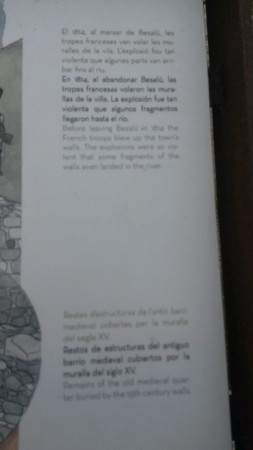 El 1814, al marxar de Besalú, les
tropes franceses van volar les mu-
ralles de la vila. L'explosió fou tan
violenta que algunes parts van arri-
bar fins al riu.
En 1814, al abandonar Besalú, las
tropas francesas volaron las mura-
llas de la villa. La explosión fue tan
violenta que algunos fragmentos
llegaron hasta el río.
Before leaving Besalú in 1814 the
French troops blew up the town's
walls. The explosions were so vio-
lent that some fragments of the
walls even landed in the river.
Restes d'estructures de l'antic barri
medieval cobertes per la muralla
del segle XV.
Restos de estructuras del antiguo
barrio medieval cubiertos por la
muralla del siglo XV.
Remains of the old medieval quar-
ter buried by the 15th century walls.